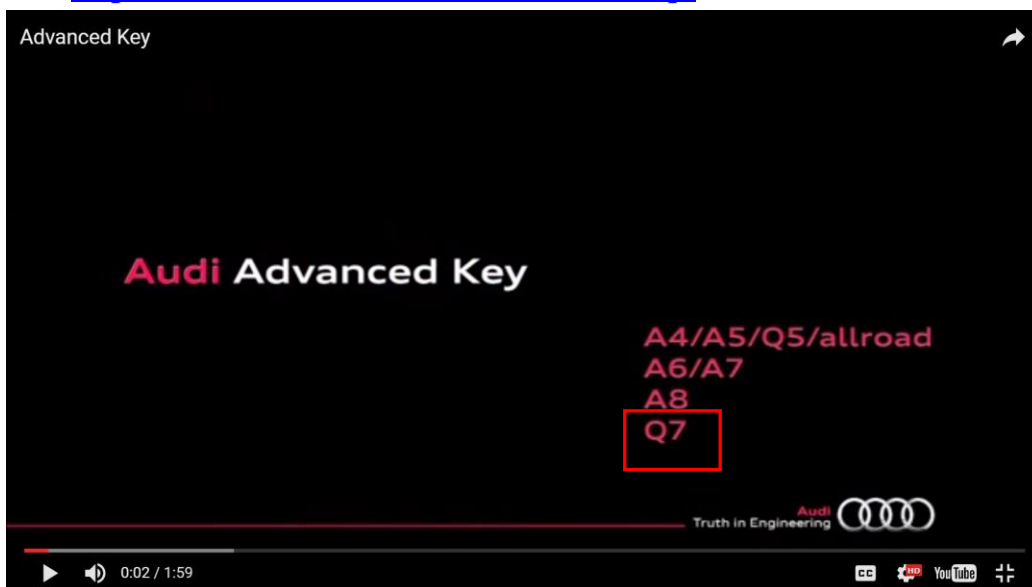 Advanced Key
Audi Advanced Key
A4/A5/Q5/allroad
A6/A7
A8
Q7
Audi
Truth in Engineering
0:02 / 1:59
CC
HD
YouTube